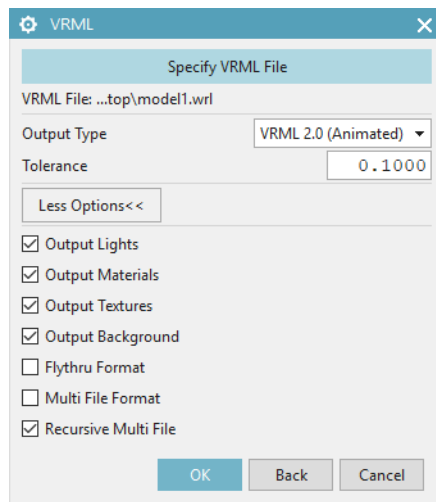 VRML
Specify VRML File
VRML File: ...top\model1.wrl
Output Type VRML 2.0 (Animated)
Tolerance 0.1000
Less Options<<
Output Lights
Output Materials
Output Textures
Output Background
Flythru Format
Multi File Format
Recursive Multi File
OK Back Cancel